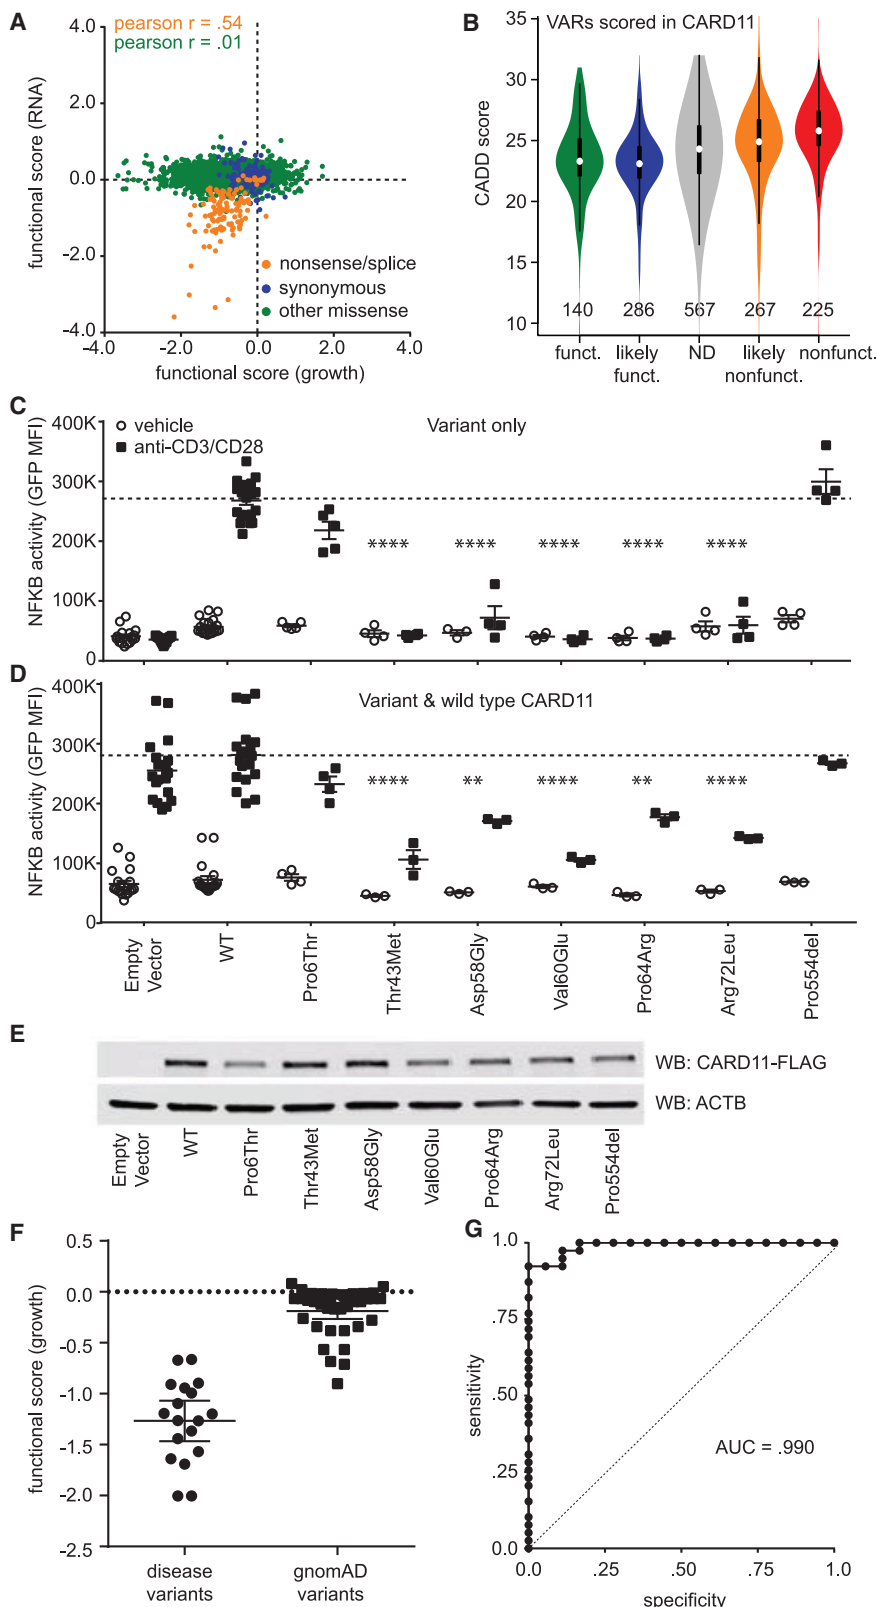 A
pearson r = .54
pearson r = .01
functional score (RNA)
4.0
2.0
0.0
-2.0
-4.0
nonsense/splice
synonymous
other missense
-4.0 -2.0 0.0 2.0 4.0
functional score (growth)
B
VARs scored in CARD11
CADD score
35
30
25
20
15
10
140 286 567 267 225
funct. likely funct. ND likely nonfunct. nonfunct.
C
vehicle
anti-CD3/CD28
Variant only
NFKB activity (GFP MFI)
400K
300K
200K
100K
0
**** **** **** **** ****
D
Variant & wild type CARD11
NFKB activity (GFP MFI)
400K
300K
200K
100K
0
**** ** **** ** ****
Empty Vector
WT
Pro6Thr
Thr43Met
Asp58Gly
Val60Glu
Pro64Arg
Arg72Leu
Pro554del
E
WB: CARD11-FLAG
WB: ACTB
Empty Vector
WT
Pro6Thr
Thr43Met
Asp58Gly
Val60Glu
Pro64Arg
Arg72Leu
Pro554del
F
functional score (growth)
0.5
0.0
-0.5
-1.0
-1.5
-2.0
-2.5
disease variants
gnomAD variants
G
sensitivity
1.0
.75
.50
.25
0.0
AUC = .990
0.0 .25 .50 .75 1.0
specificity